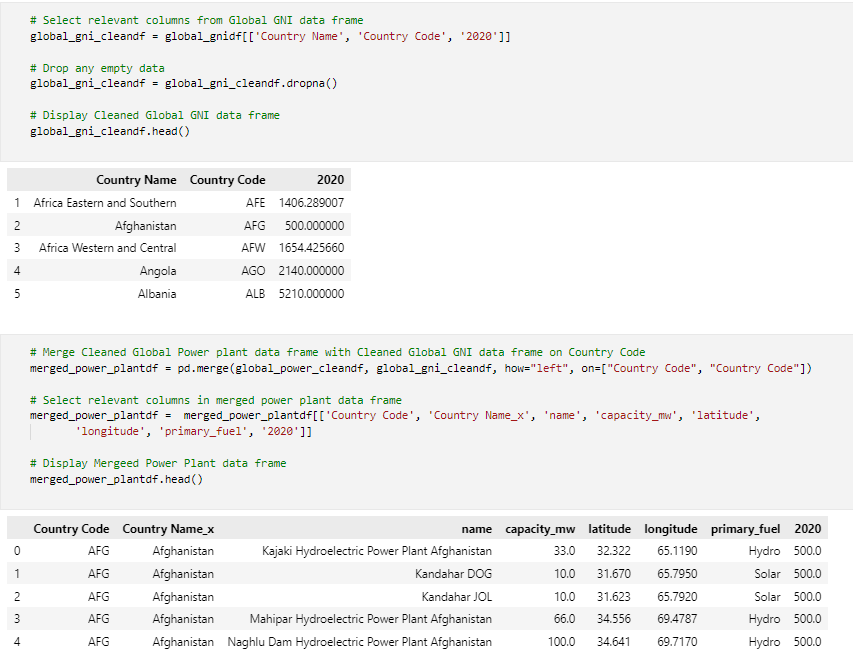 # Select relevant columns from Global GNI data frame
global_gni_cleandf = global_gnidf[['Country Name', 'Country Code', '2020']]
# Drop any empty data
global_gni_cleandf = global_gni_cleandf.dropna()
# Display Cleaned Global GNI data frame
global_gni_cleandf.head()
Country Name Country Code 2020
1 Africa Eastern and Southern AFE 1406.289007
2 Afghanistan AFG 500.000000
3 Africa Western and Central AFW 1654.425660
4 Angola AGO 2140.000000
5 Albania ALB 5210.000000
# Merge Cleaned Global Power plant data frame with Cleaned Global GNI data frame on Country Code
merged_power_plantdf = pd.merge(global_power_cleandf, global_gni_cleandf, how="left", on=["Country Code", "Country Code"])
# Select relevant columns in merged power plant data frame
merged_power_plantdf =  merged_power_plantdf[['Country Code', 'Country Name_x', 'name', 'capacity_mw', 'latitude',
'longitude', 'primary_fuel', '2020']]
# Display Mergeed Power Plant data frame
merged_power_plantdf.head()
Country Code Country Name_x name capacity_mw latitude longitude primary_fuel 2020
0 AFG Afghanistan Kajaki Hydroelectric Power Plant Afghanistan 33.0 32.322 65.1190 Hydro 500.0
1 AFG Afghanistan Kandahar DOG 10.0 31.670 65.7950 Solar 500.0
2 AFG Afghanistan Kandahar JOL 10.0 31.623 65.7920 Solar 500.0
3 AFG Afghanistan Mahipar Hydroelectric Power Plant Afghanistan 66.0 34.556 69.4787 Hydro 500.0
4 AFG Afghanistan Naghlu Dam Hydroelectric Power Plant Afghanistan 100.0 34.641 69.7170 Hydro 500.0